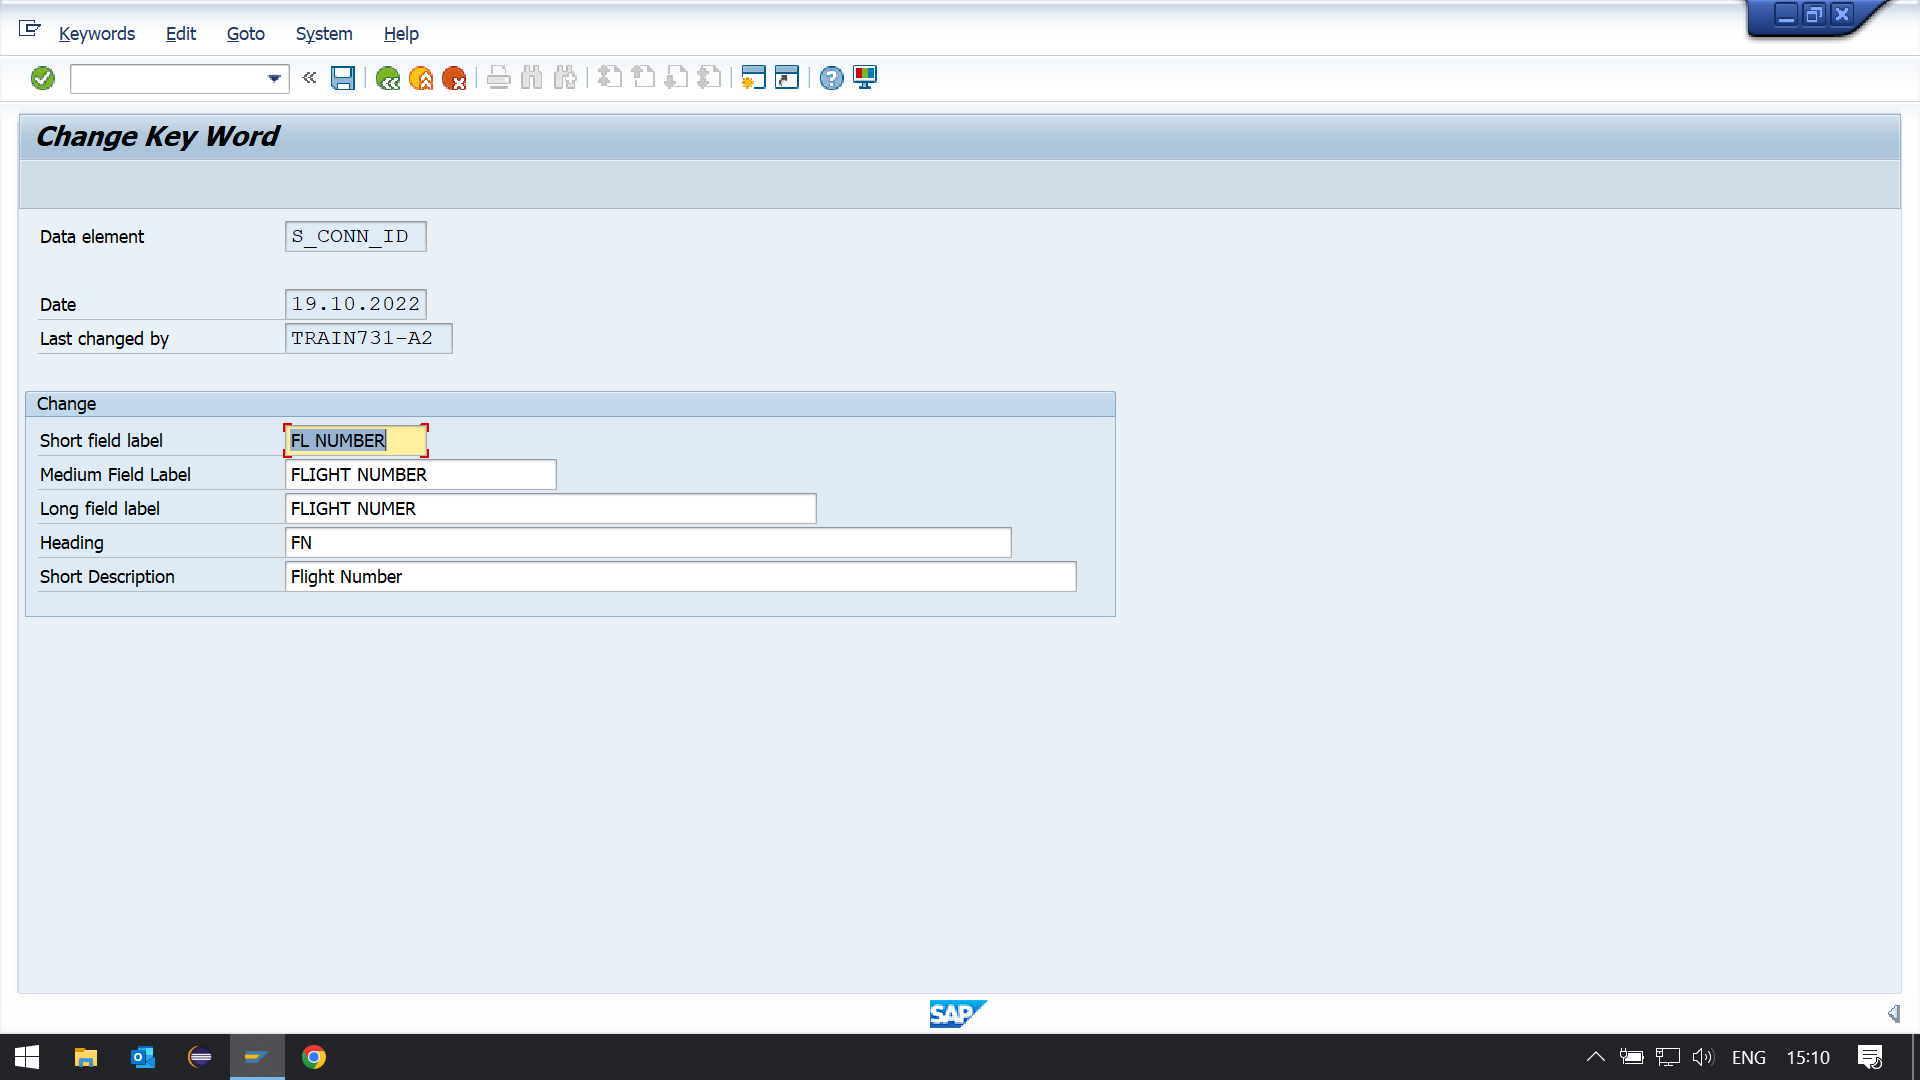 Keywords Edit Goto System Help
Change Key Word
Data element S_CONN_ID
Date 19.10.2022
Last changed by TRAIN731-A2
Change
Short field label FL NUMBER
Medium Field Label FLIGHT NUMBER
Long field label FLIGHT NUMER
Heading FN
Short Description Flight Number
SAP
ENG 15:10